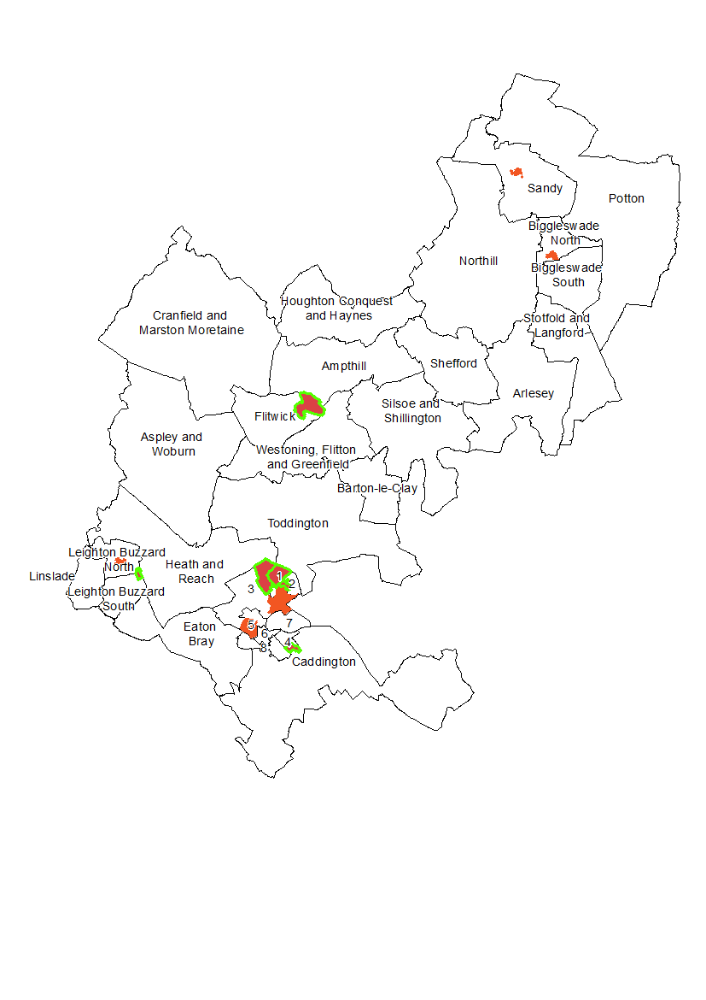 Sandy
Potton
Biggleswade
North
Northill
Biggleswade
South
Houghton Conquest
and Haynes
Cranfield and
Marston Moretaine
Stotfold and
Langford
Ampthill
Shefford
Arlesey
Silsoe and
Shillington
Flitwick
Aspley and
Woburn
Westoning, Flitton
and Greenfield
Barton-le-Clay
Toddington
Leighton Buzzard
North
Heath and
Reach
Linslade
1
2
3
Leighton Buzzard
South
Eaton
Bray
5
7
6
4
8
Caddington